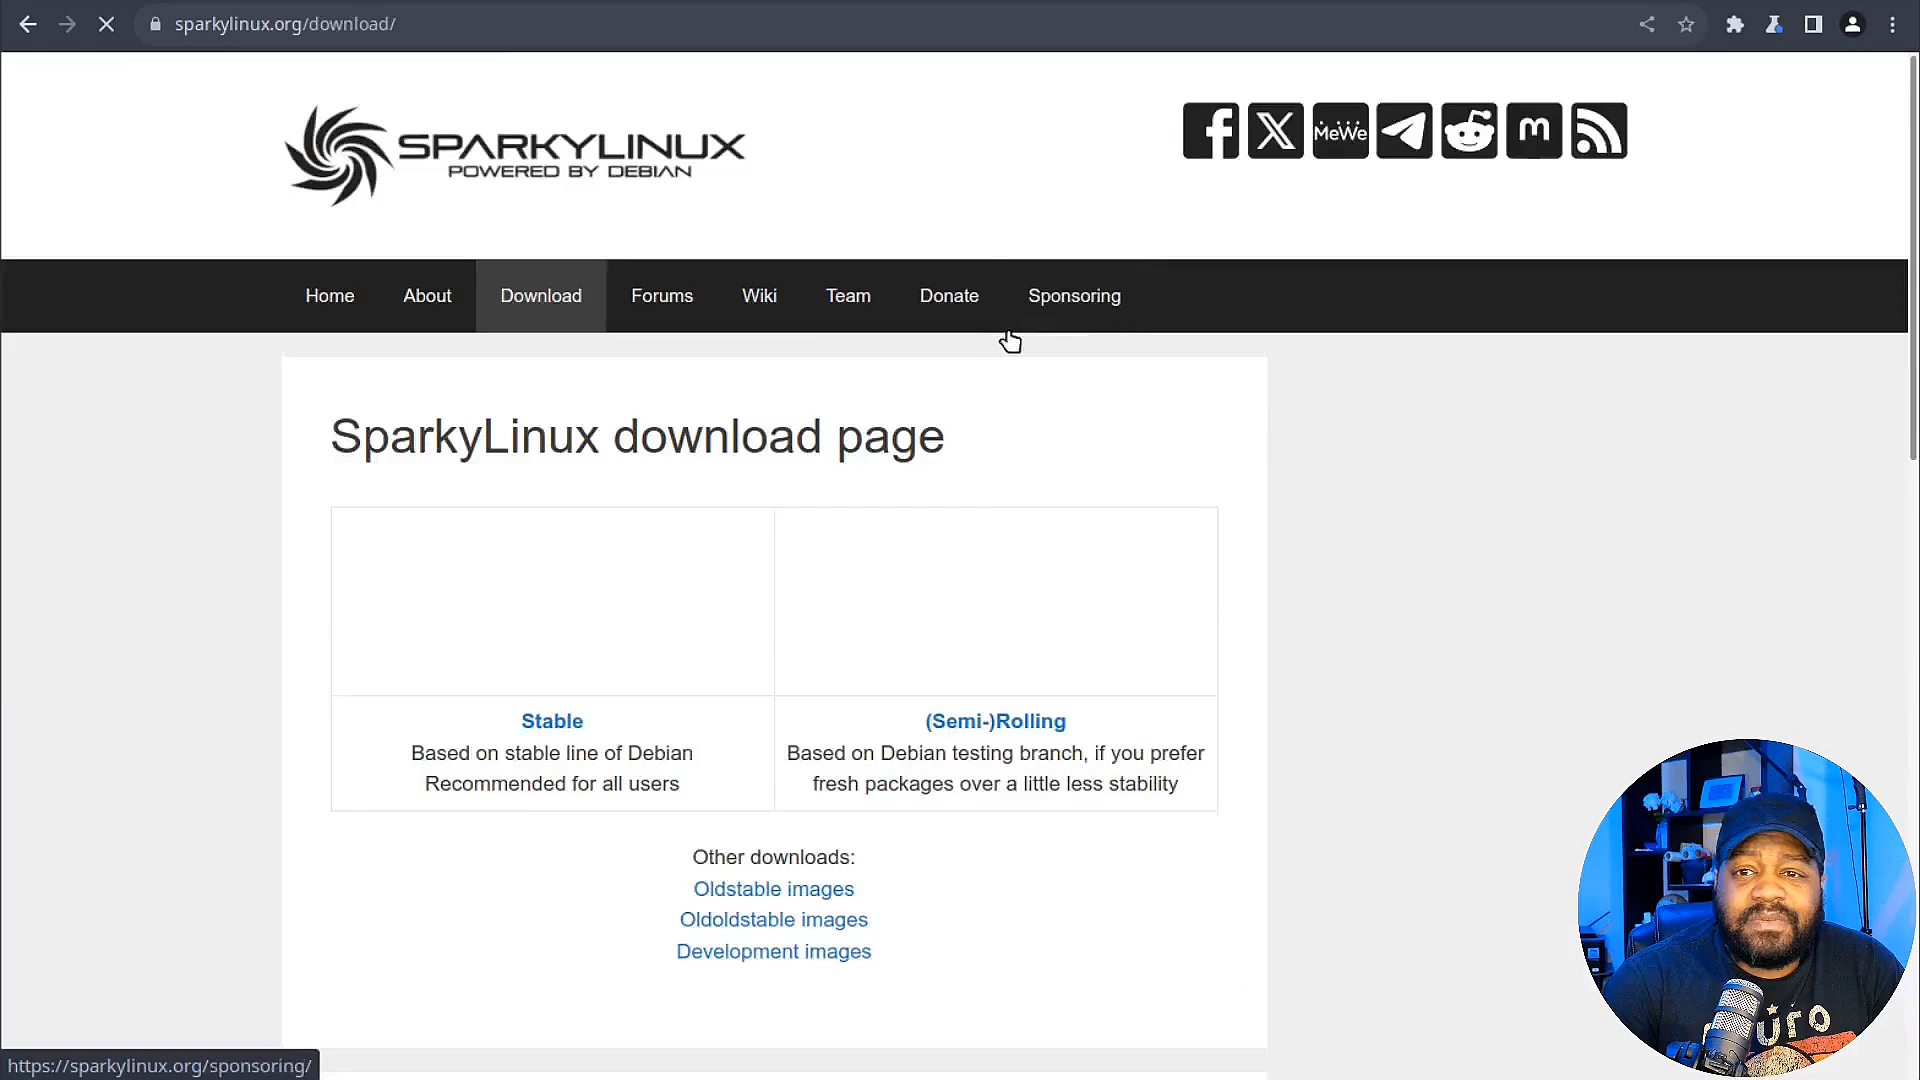 sparkylinux.org/download/
SPARKYLINUX
POWERED BY DEBIAN
MeWe
Home
About
Download
Forums
Wiki
Team
Donate
Sponsoring
SparkyLinux download page
Stable
Based on stable line of Debian
Recommended for all users
(Semi-)Rolling
Based on Debian testing branch, if you prefer
fresh packages over a little less stability
Other downloads:
Oldstable images
Oldoldstable images
Development images
https://sparkylinux.org/sponsoring/